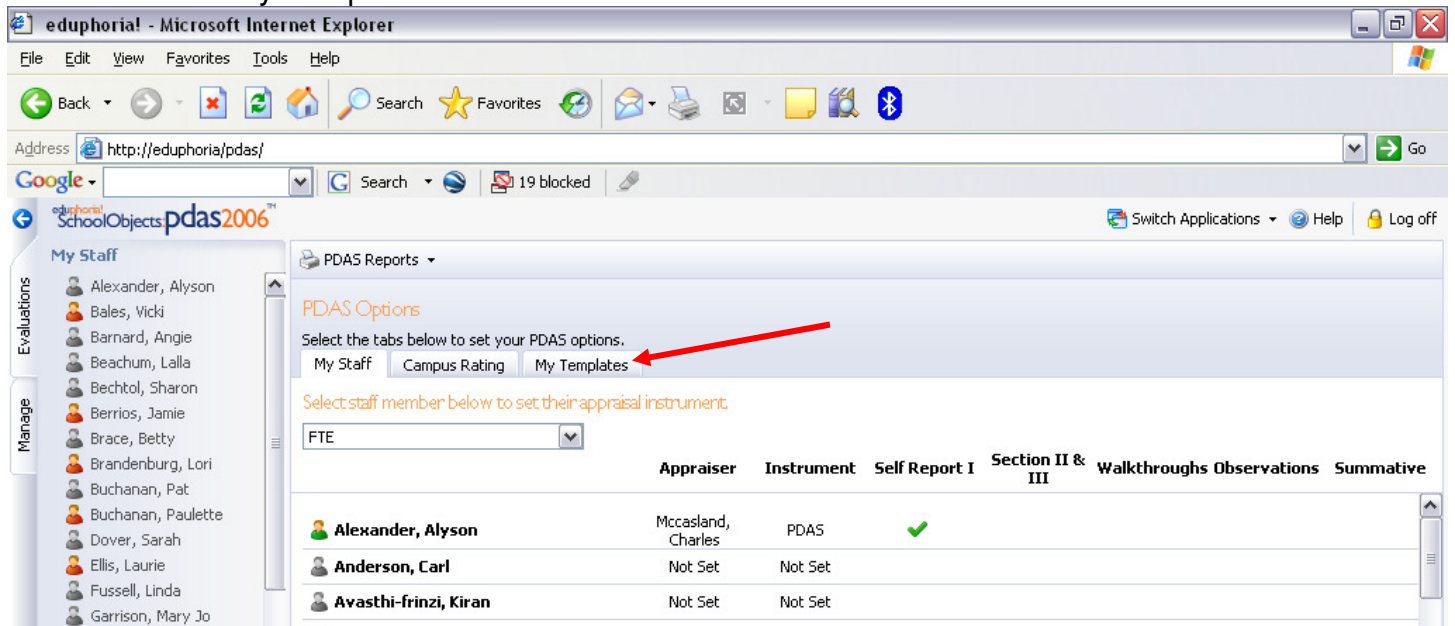 eduphoria! - Microsoft Internet Explorer
File Edit View Favorites Tools Help
Back Search Favorites
Address http://eduphoria/pdas/ Go
Google Search 19 blocked
eduphoria! SchoolObjects:pdas2006™ Switch Applications Help Log off
Evaluations
Manage
My Staff
Alexander, Alyson
Bales, Vicki
Barnard, Angie
Beachum, Lalla
Bechtol, Sharon
Berrios, Jamie
Brace, Betty
Brandenburg, Lori
Buchanan, Pat
Buchanan, Paulette
Dover, Sarah
Ellis, Laurie
Fussell, Linda
Garrison, Mary Jo
PDAS Reports
PDAS Options
Select the tabs below to set your PDAS options.
My Staff Campus Rating My Templates
Select staff member below to set their appraisal instrument.
FTE
Appraiser Instrument Self Report I Section II & III Walkthroughs Observations Summative
Alexander, Alyson Mccasland, Charles PDAS
Anderson, Carl Not Set Not Set
Avasthi-frinzi, Kiran Not Set Not Set